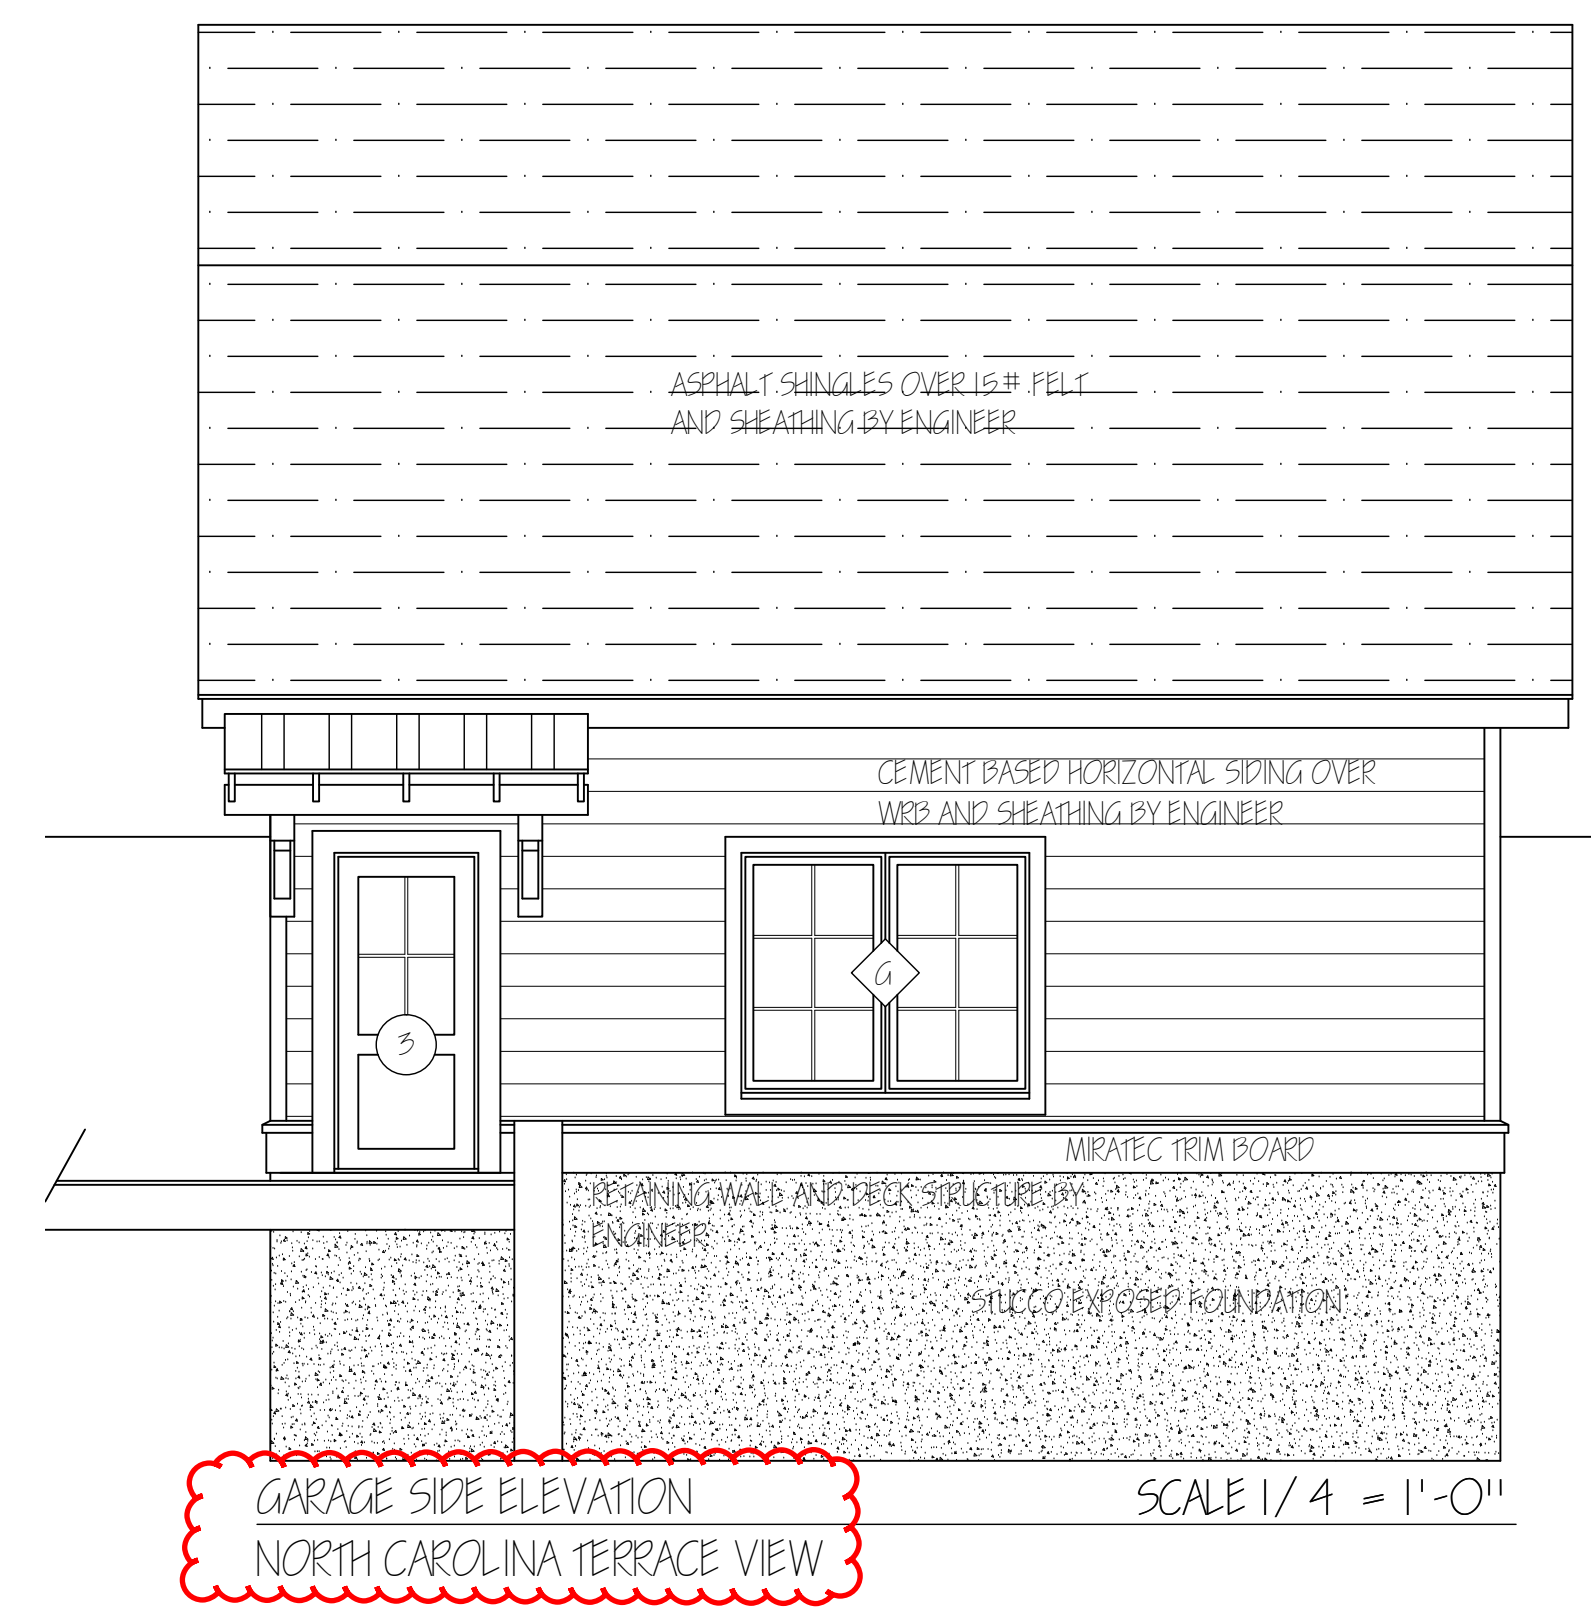 ASPHALT SHINGLES OVER 15# FELT
AND SHEATHING BY ENGINEER
CEMENT BASED HORIZONTAL SIDING OVER
WRB AND SHEATHING BY ENGINEER
G
3
MIRATEC TRIM BOARD
RETAINING WALL AND DECK STRUCTURE BY
ENGINEER
STUCCO EXPOSED FOUNDATION
GARAGE SIDE ELEVATION
SCALE 1/4 = 1'-0"
NORTH CAROLINA TERRACE VIEW